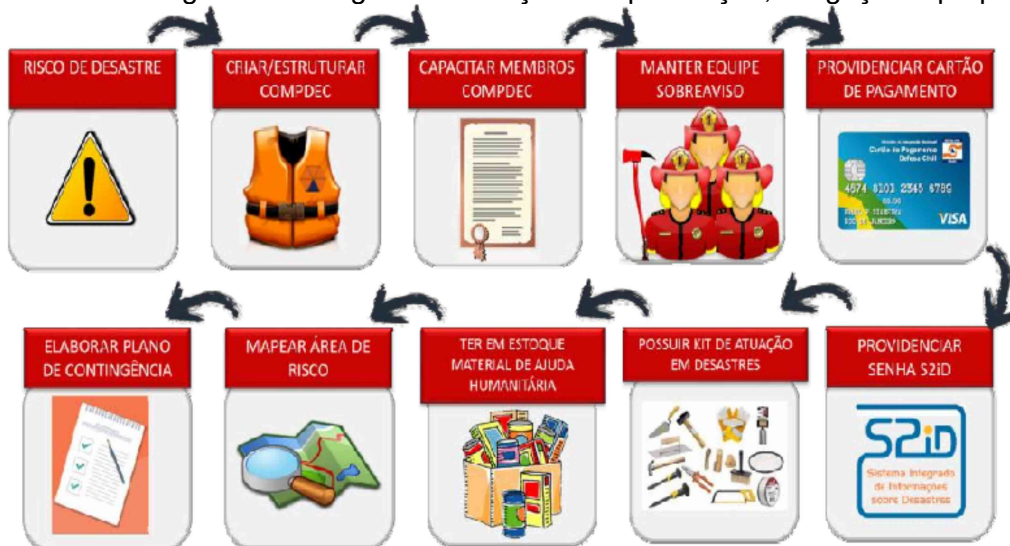 RISCO DE DESASTRE
CRIAR/ESTRUTURAR
COMPDEC
CAPACITAR MEMBROS
COMPDEC
MANTER EQUIPE
SOBREAVISO
PROVIDENCIAR CARTÃO
DE PAGAMENTO
Cartão de Pagamento
Defesa Civil
VISA
ELABORAR PLANO
DE CONTINGÊNCIA
MAPEAR ÁREA DE
RISCO
TER EM ESTOQUE
MATERIAL DE AJUDA
HUMANITÁRIA
POSSUIR KIT DE ATUAÇÃO
EM DESASTRES
PROVIDENCIAR
SENHA S2iD
S2iD
Sistema Integrado
de Informações
sobre Desastres